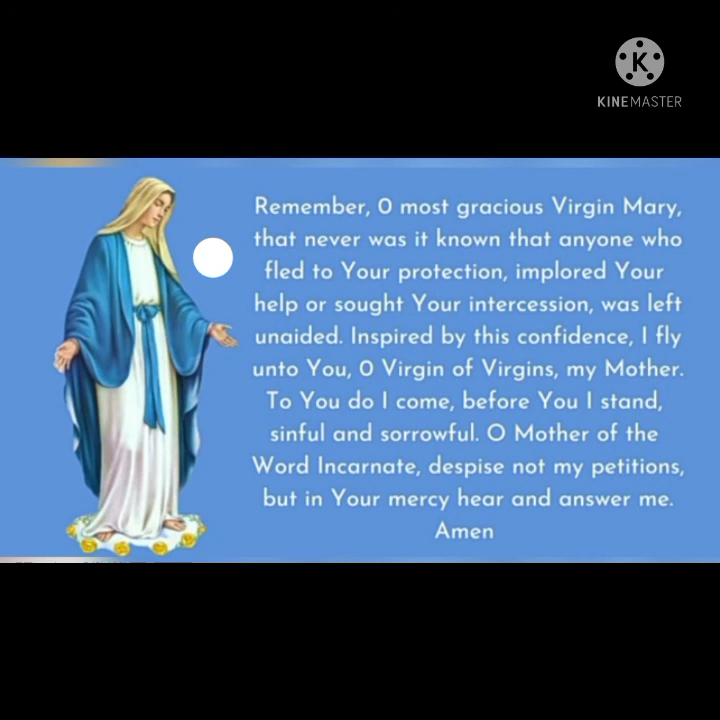 K
KINEMASTER
Remember, O most gracious Virgin Mary,
that never was it known that anyone who
fled to Your protection, implored Your
help or sought Your intercession, was left
unaided. Inspired by this confidence, I fly
unto You, O Virgin of Virgins, my Mother.
To You do I come, before You I stand,
sinful and sorrowful. O Mother of the
Word Incarnate, despise not my petitions,
but in Your mercy hear and answer me.
Amen